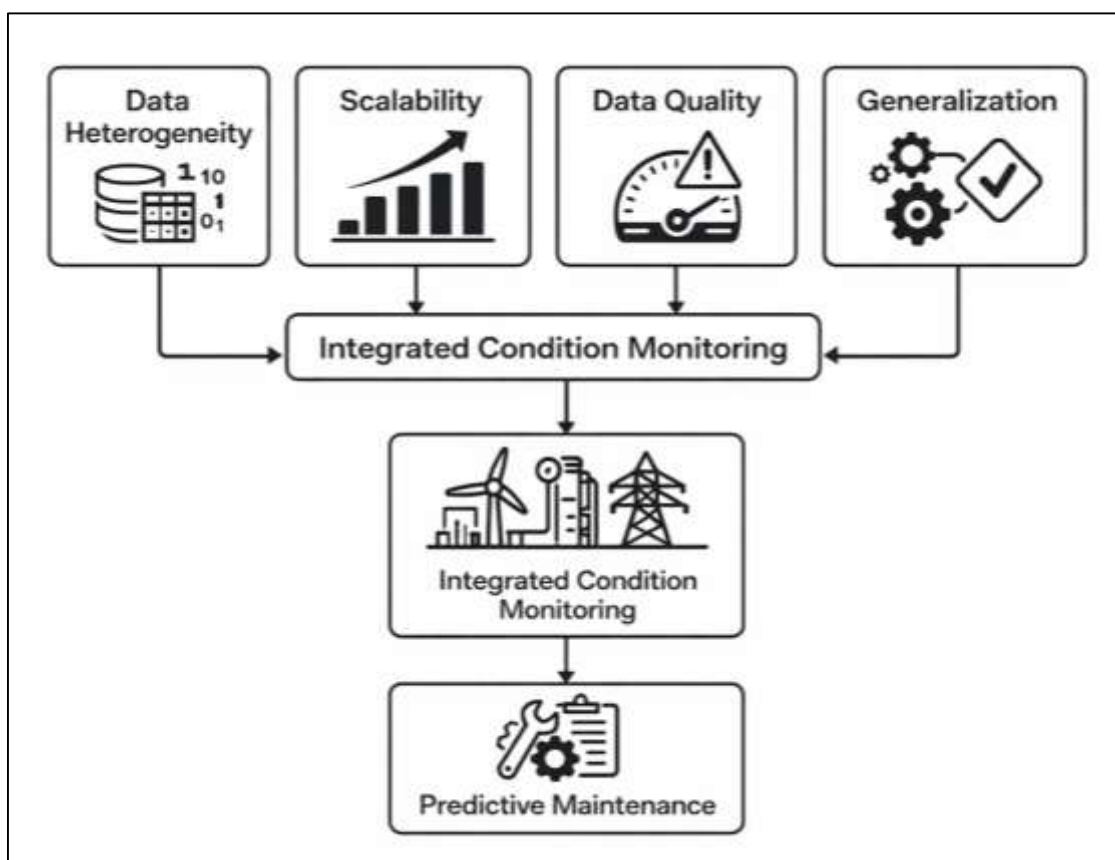 Data
Heterogeneity
1 10
1
0 1
Scalability
Data Quality
!
Generalization
Integrated Condition Monitoring
Integrated Condition
Monitoring
Predictive Maintenance